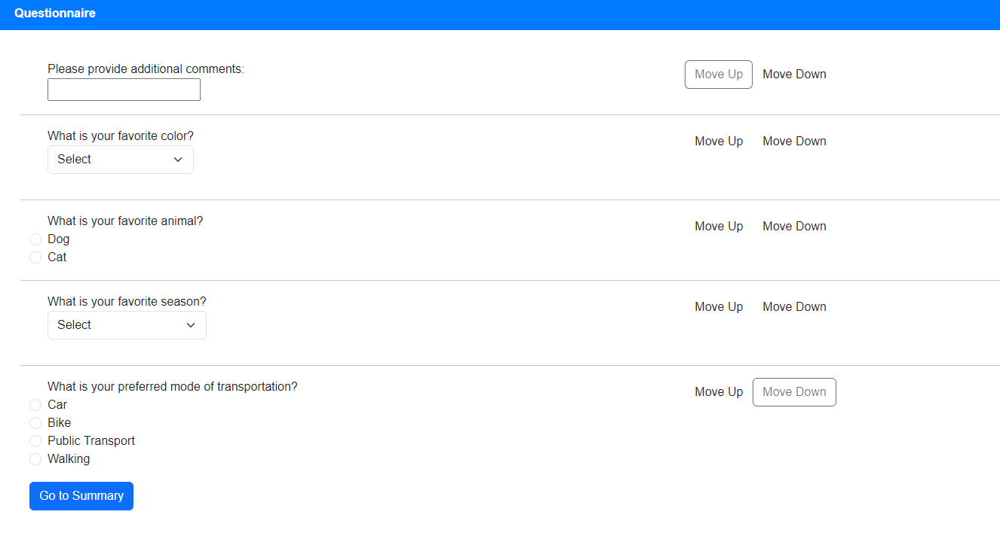 Questionnaire
Please provide additional comments:
Move Up Move Down
What is your favorite color?
Select
Move Up Move Down
What is your favorite animal?
Dog
Cat
Move Up Move Down
What is your favorite season?
Select
Move Up Move Down
What is your preferred mode of transportation?
Car
Bike
Public Transport
Walking
Move Up Move Down
Go to Summary